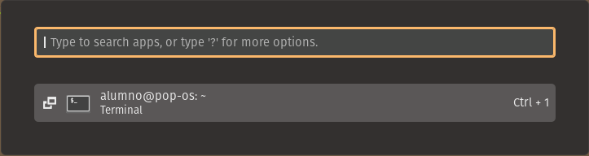 Type to search apps, or type '?' for more options.
alumno@pop-os: ~
Terminal
Ctrl + 1